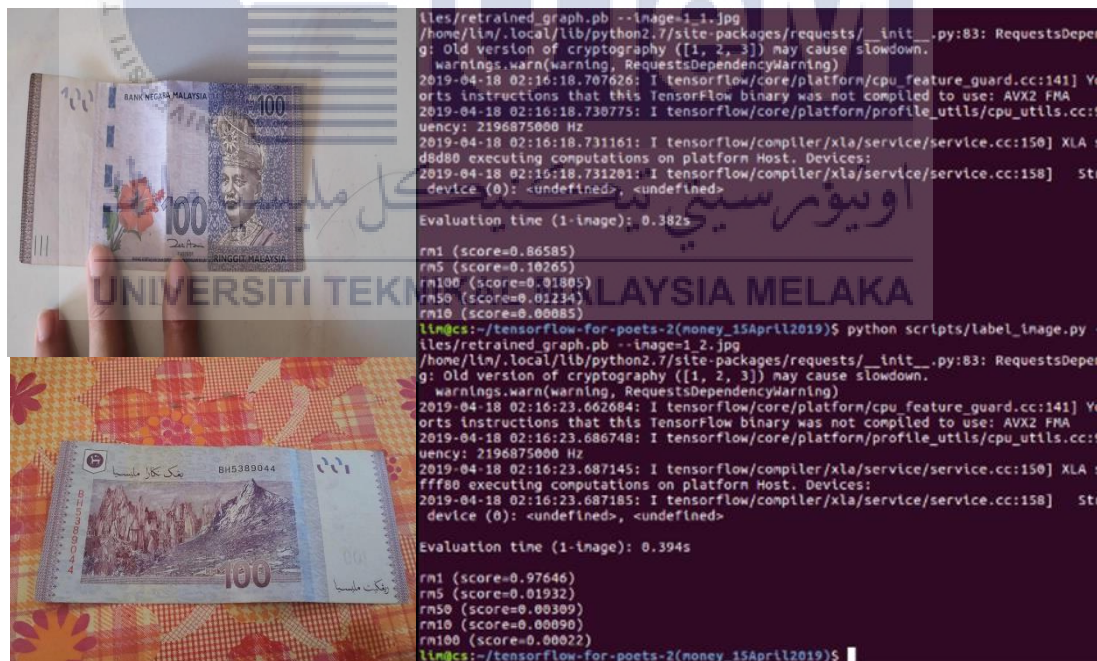 100
BANK NEGARA MALAYSIA
100
100
RINGGIT MALAYSIA
بڠک نݢارا مليسيا
BH5389044
BH5389044
100
100
رڠݢيت مليسيا
UTeM
اونيۏرسيتي تيکنيکل مليسيا ملاک
UNIVERSITI TEKNIKAL MALAYSIA MELAKA
iles/retrained_graph.pb --image=1_1.jpg
/home/lim/.local/lib/python2.7/site-packages/requests/__init__.py:83: RequestsDepen
g: Old version of cryptography ([1, 2, 3]) may cause slowdown.
warnings.warn(warning, RequestsDependencyWarning)
2019-04-18 02:16:18.707626: I tensorflow/core/platform/cpu_feature_guard.cc:141] Yo
orts instructions that this TensorFlow binary was not compiled to use: AVX2 FMA
2019-04-18 02:16:18.730775: I tensorflow/core/platform/profile_utils/cpu_utils.cc:
uency: 2196875000 Hz
2019-04-18 02:16:18.731161: I tensorflow/compiler/xla/service/service.cc:150] XLA s
d8d80 executing computations on platform Host. Devices:
2019-04-18 02:16:18.731201: I tensorflow/compiler/xla/service/service.cc:158] St
device (0): <undefined>, <undefined>
Evaluation time (1-image): 0.382s
rm1 (score=0.86585)
rm5 (score=0.10265)
rm100 (score=0.01805)
rm50 (score=0.01234)
rm10 (score=0.00085)
lim@cs:~/tensorflow-for-poets-2(money_15April2019)$ python scripts/label_image.py -
iles/retrained_graph.pb --image=1_2.jpg
/home/lim/.local/lib/python2.7/site-packages/requests/__init__.py:83: RequestsDepen
g: Old version of cryptography ([1, 2, 3]) may cause slowdown.
warnings.warn(warning, RequestsDependencyWarning)
2019-04-18 02:16:23.662684: I tensorflow/core/platform/cpu_feature_guard.cc:141] Yo
orts instructions that this TensorFlow binary was not compiled to use: AVX2 FMA
2019-04-18 02:16:23.686748: I tensorflow/core/platform/profile_utils/cpu_utils.cc:
uency: 2196875000 Hz
2019-04-18 02:16:23.687145: I tensorflow/compiler/xla/service/service.cc:150] XLA s
fff80 executing computations on platform Host. Devices:
2019-04-18 02:16:23.687185: I tensorflow/compiler/xla/service/service.cc:158] St
device (0): <undefined>, <undefined>
Evaluation time (1-image): 0.394s
rm1 (score=0.97646)
rm5 (score=0.01932)
rm50 (score=0.00309)
rm10 (score=0.00090)
rm100 (score=0.00022)
lim@cs:~/tensorflow-for-poets-2(money_15April2019)$